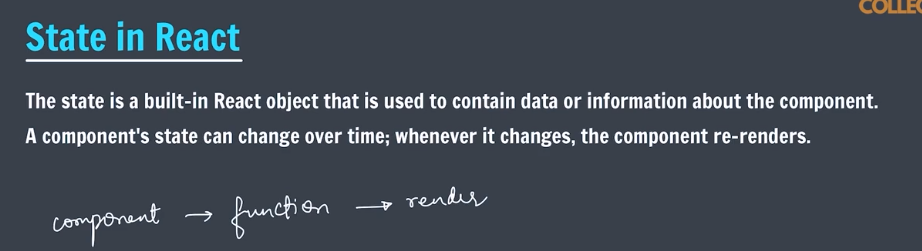 COLLEG
State in React
The state is a built-in React object that is used to contain data or information about the component.
A component's state can change over time; whenever it changes, the component re-renders.
component → function → render